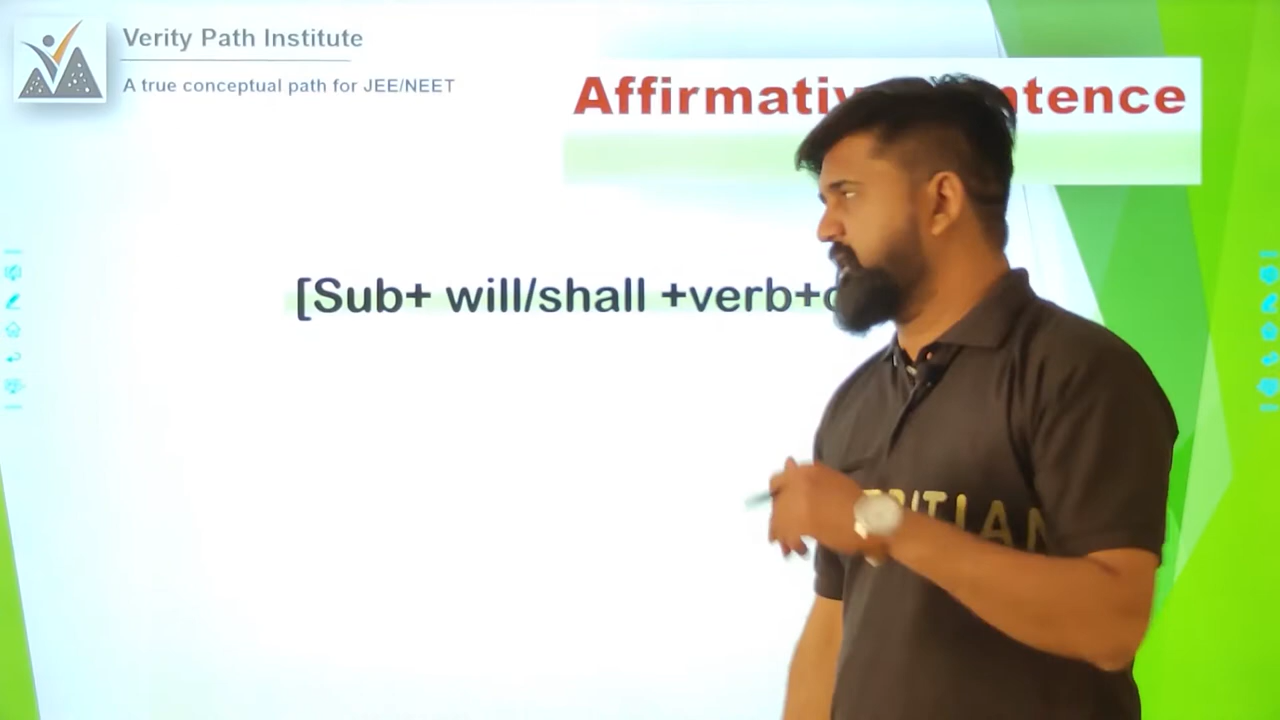 Verity Path Institute
A true conceptual path for JEE/NEET
Affirmativ ntence
[Sub+ will/shall +verb+